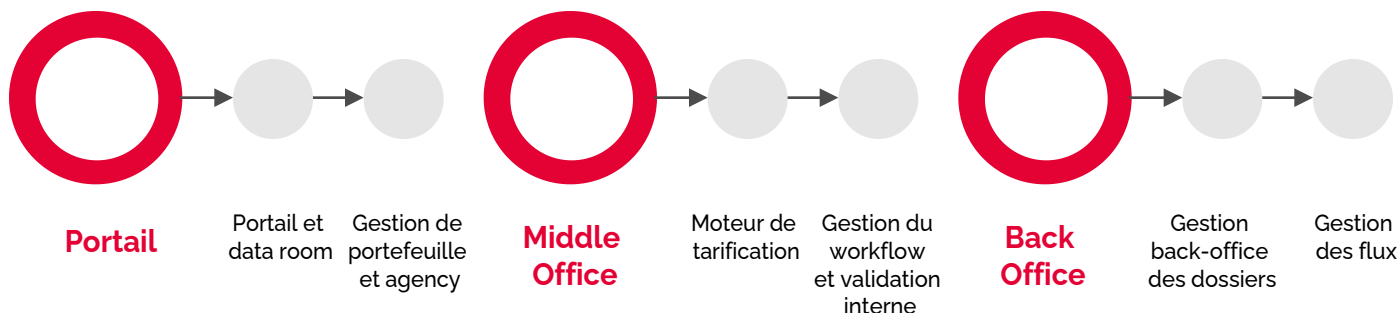 Portail
Portail et
data room
Gestion de
portefeuille
et agency
Middle
Office
Moteur de
tarification
Gestion du
workflow
et validation
interne
Back
Office
Gestion
back-office
des dossiers
Gestion
des flux